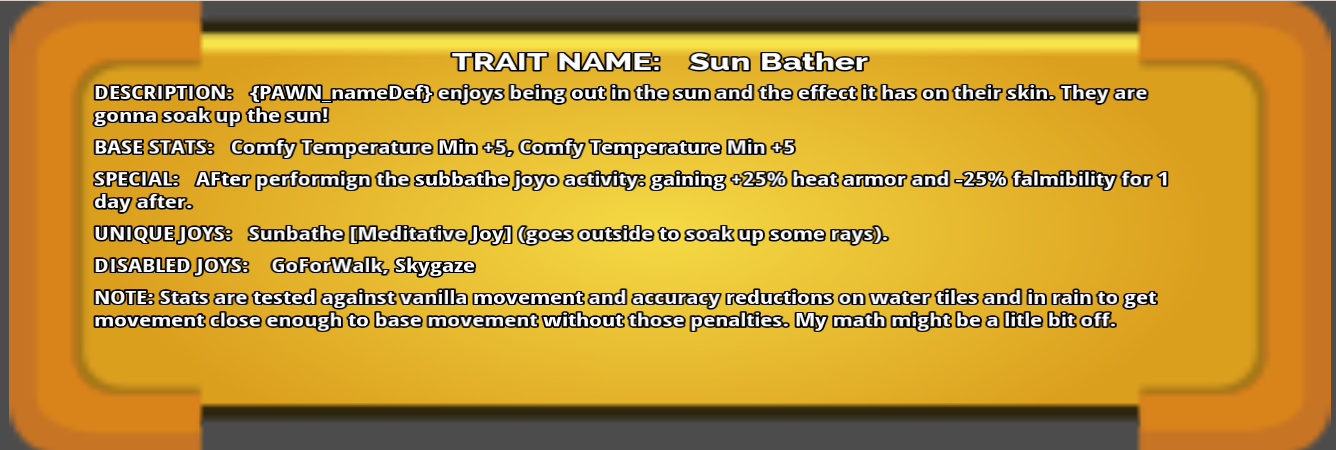 TRAIT NAME: Sun Bather
DESCRIPTION: {PAWN_nameDef} enjoys being out in the sun and the effect it has on their skin. They are
gonna soak up the sun!
BASE STATS: Comfy Temperature Min +5, Comfy Temperature Min +5
SPECIAL: AFter performign the subbathe joyo activity: gaining +25% heat armor and -25% falmibility for 1
day after.
UNIQUE JOYS: Sunbathe [Meditative Joy] (goes outside to soak up some rays).
DISABLED JOYS: GoForWalk, Skygaze
NOTE: Stats are tested against vanilla movement and accuracy reductions on water tiles and in rain to get
movement close enough to base movement without those penalties. My math might be a litle bit off.